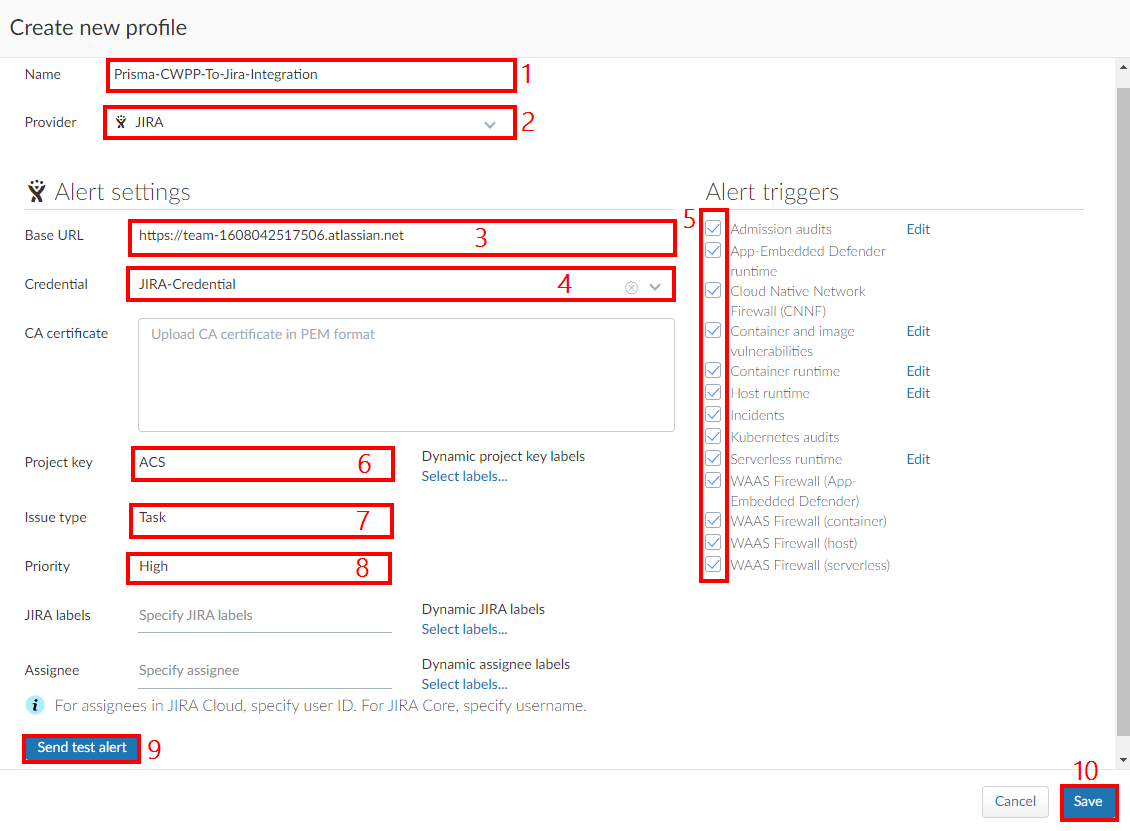 Create new profile
Name
Prisma-CWPP-To-Jira-Integration
1
Provider
JIRA
2
Alert settings
Base URL
https://team-1608042517506.atlassian.net
3
Credential
JIRA-Credential
4
CA certificate
Upload CA certificate in PEM format
Project key
ACS
6
Dynamic project key labels
Select labels...
Issue type
Task
7
Priority
High
8
JIRA labels
Specify JIRA labels
Dynamic JIRA labels
Select labels...
Assignee
Specify assignee
Dynamic assignee labels
Select labels...
i
For assignees in JIRA Cloud, specify user ID. For JIRA Core, specify username.
Send test alert
9
Alert triggers
5
Admission audits
Edit
App-Embedded Defender
runtime
Cloud Native Network
Firewall (CNNF)
Container and image
vulnerabilities
Edit
Container runtime
Edit
Host runtime
Edit
Incidents
Kubernetes audits
Serverless runtime
Edit
WAAS Firewall (App-
Embedded Defender)
WAAS Firewall (container)
WAAS Firewall (host)
WAAS Firewall (serverless)
10
Cancel
Save